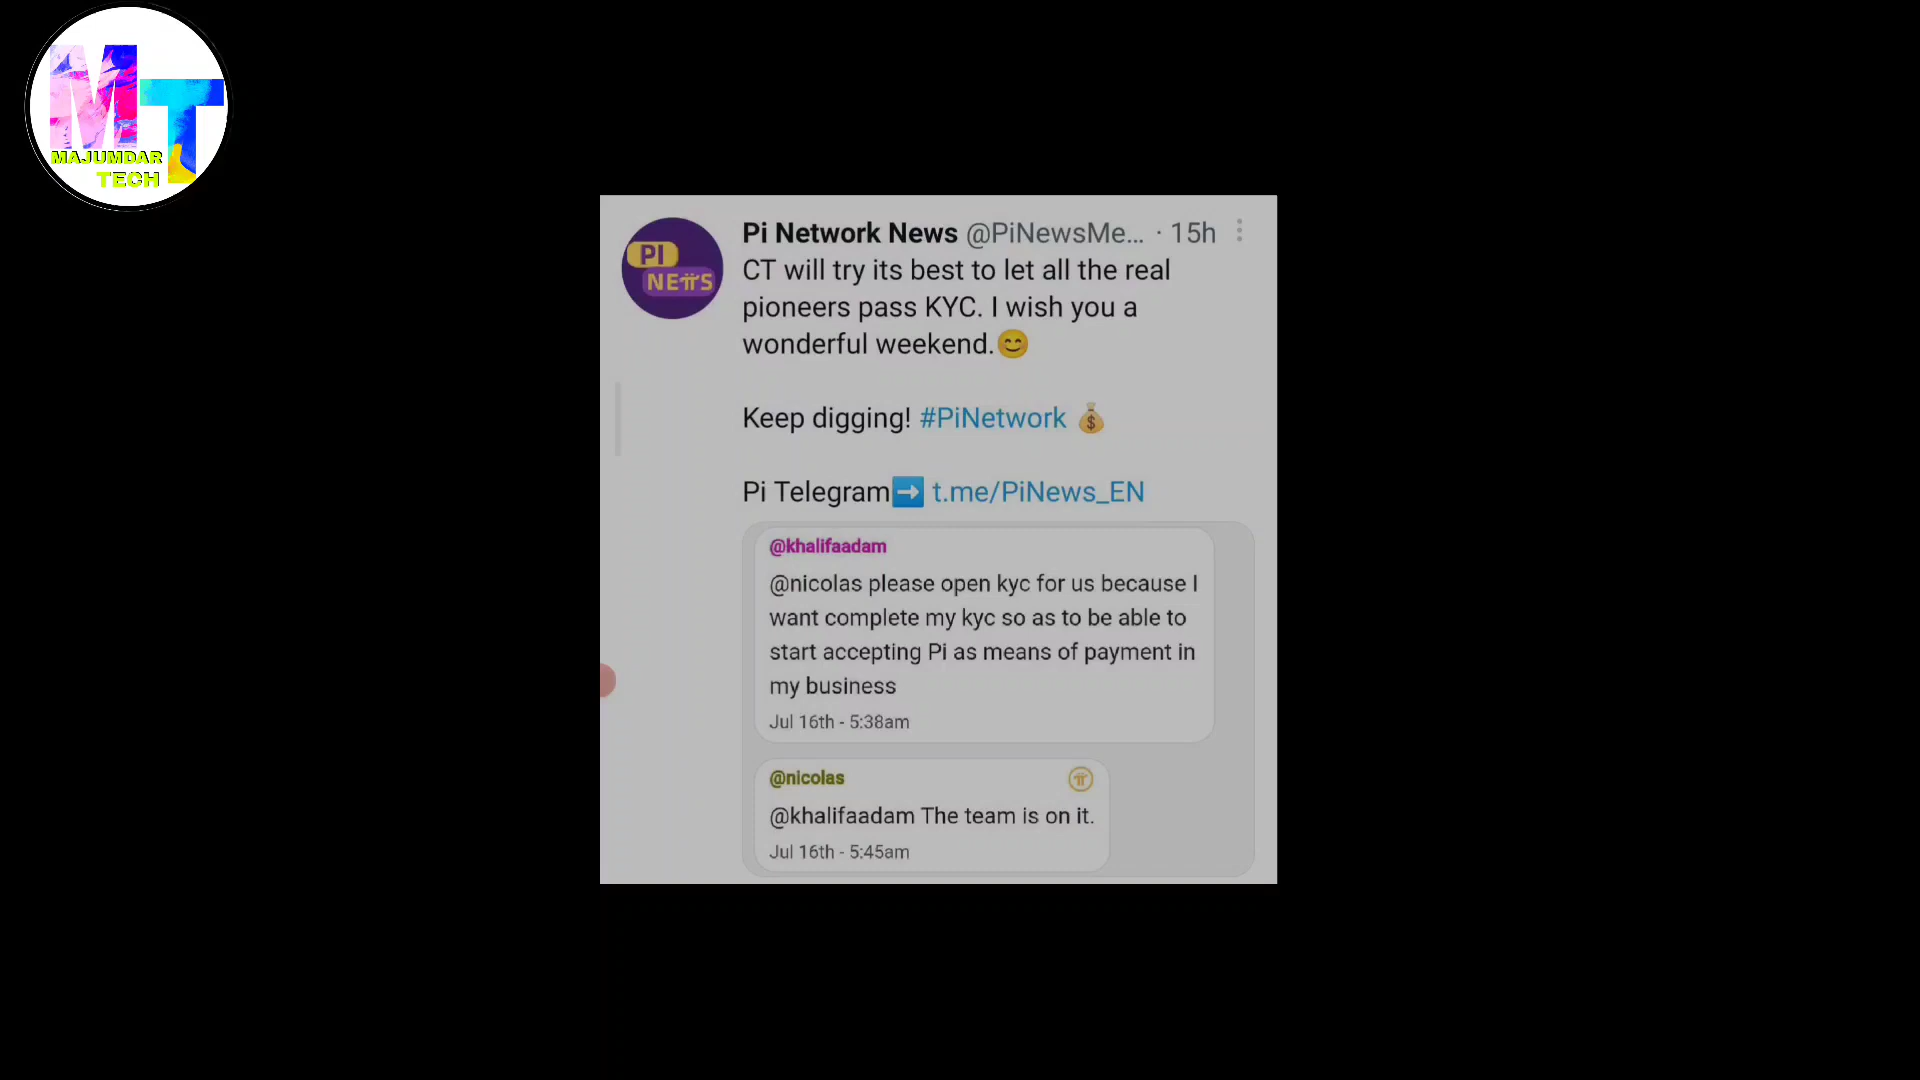 MT
MAJUMDAR
TECH
PI
NEWS
Pi Network News @PiNewsMe... · 15h
CT will try its best to let all the real
pioneers pass KYC. I wish you a
wonderful weekend.😊
Keep digging! #PiNetwork 💰
Pi Telegram➡️ t.me/PiNews_EN
@khalifaadam
@nicolas please open kyc for us because I
want complete my kyc so as to be able to
start accepting Pi as means of payment in
my business
Jul 16th - 5:38am
@nicolas
@khalifaadam The team is on it.
Jul 16th - 5:45am